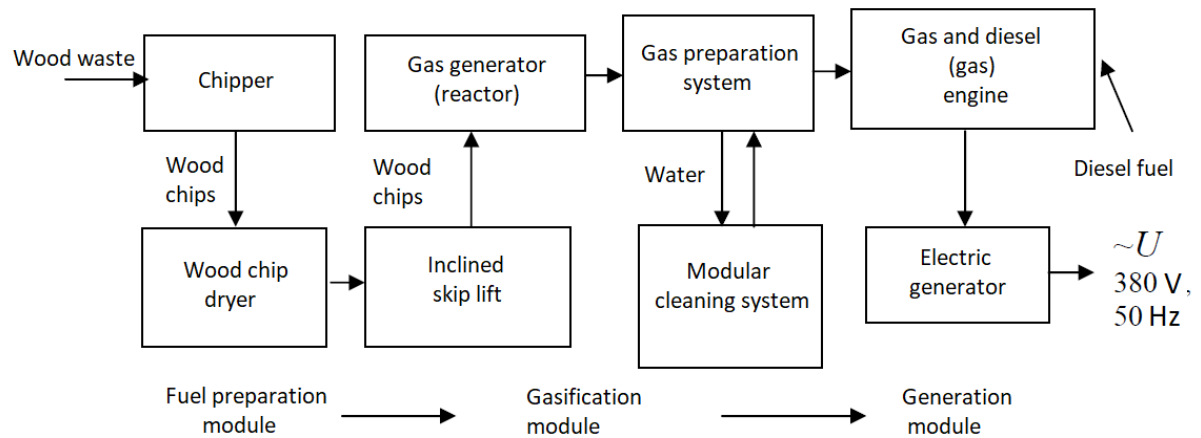 Wood waste
Chipper
Gas generator
(reactor)
Gas preparation
system
Gas and diesel
(gas)
engine
Wood
chips
Wood
chips
Water
Diesel fuel
Wood chip
dryer
Inclined
skip lift
Modular
cleaning system
Electric
generator
~U
380 V ,
50 Hz
Fuel preparation
module
Gasification
module
Generation
module